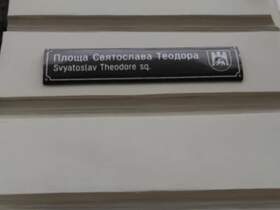 Площа Святослава Теодора
Svyatoslav Theodore sq.